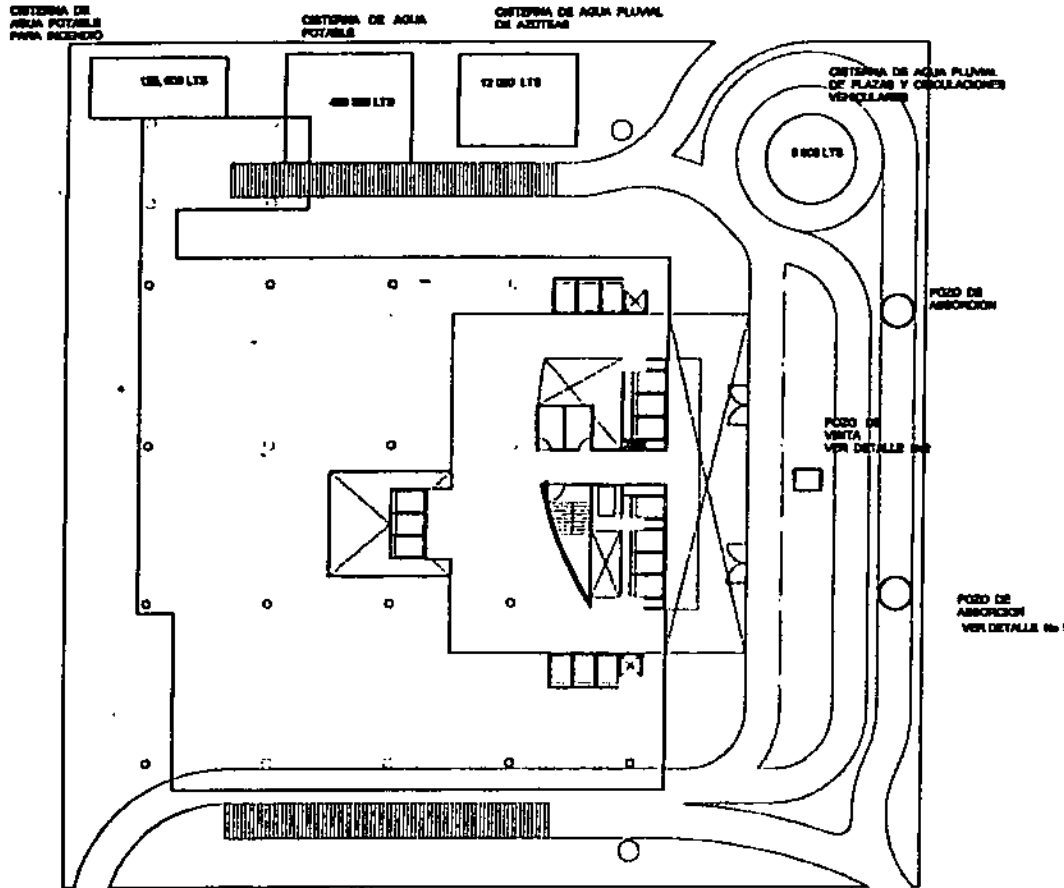 CISTERNA DE
AGUA POTABLE
PARA INCENDIO
CISTERNA DE AGUA
POTABLE
CISTERNA DE AGUA PLUVIAL
DE AZOTEAS
LTS
LTS
12 LTS
CISTERNA DE AGUA PLUVIAL
DE PLAZAS Y CIRCULACIONES
VEHICULARES
LTS
POZO DE
ABSORCION
POZO DE
VISITA
VER DETALLE
POZO DE
ABSORCION
VER DETALLE No